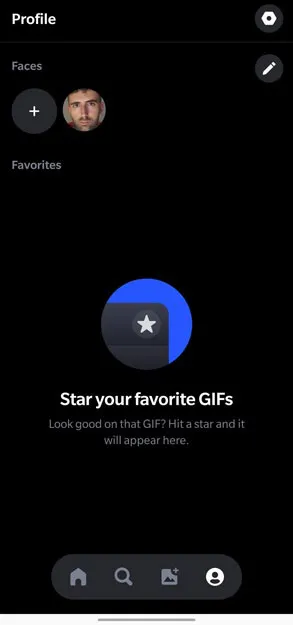 Profile
Faces
Favorites
Star your favorite GIFs
Look good on that GIF? Hit a star and it
will appear here.